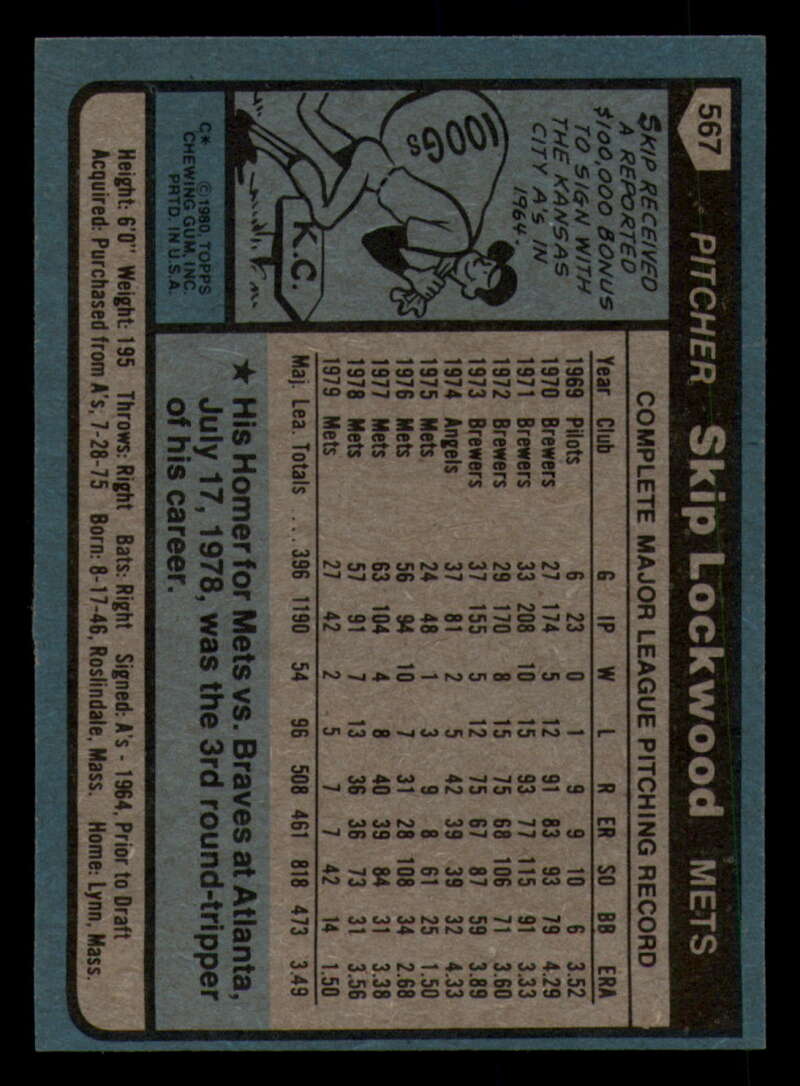 567 PITCHER Skip Lockwood METS
SKIP RECEIVED
A REPORTED
$100,000 BONUS
TO SIGN WITH
THE KANSAS
CITY A'S IN
1964.
100G'S
K.C.
C* ©1980 TOPPS
CHEWING GUM, INC.
PRTD. IN U.S.A.
COMPLETE MAJOR LEAGUE PITCHING RECORD
Year Club G IP W L R ER SO BB ERA
1969 Pilots 6 23 0 1 9 9 10 6 3.52
1970 Brewers 27 174 5 12 91 83 93 79 4.29
1971 Brewers 33 208 10 15 93 77 115 91 3.33
1972 Brewers 29 170 8 15 75 68 106 71 3.60
1973 Brewers 37 155 5 12 75 67 87 59 3.89
1974 Angels 37 81 2 5 42 39 39 32 4.33
1975 Mets 24 48 1 3 9 8 61 25 1.50
1976 Mets 56 94 10 7 31 28 108 34 2.68
1977 Mets 63 104 4 8 40 39 84 31 3.38
1978 Mets 57 91 7 13 36 36 73 31 3.56
1979 Mets 27 42 2 5 7 7 42 14 1.50
Maj. Lea. Totals .... 396 1190 54 96 508 461 818 473 3.49
★ His Homer for Mets vs. Braves at Atlanta,
July 17, 1978, was the 3rd round-tripper
of his career.
Height: 6'0" Weight: 195 Throws: Right Bats: Right Signed: A's - 1964, Prior to Draft
Acquired: Purchased from A's, 7-28-75 Born: 8-17-46, Roslindale, Mass. Home: Lynn, Mass.